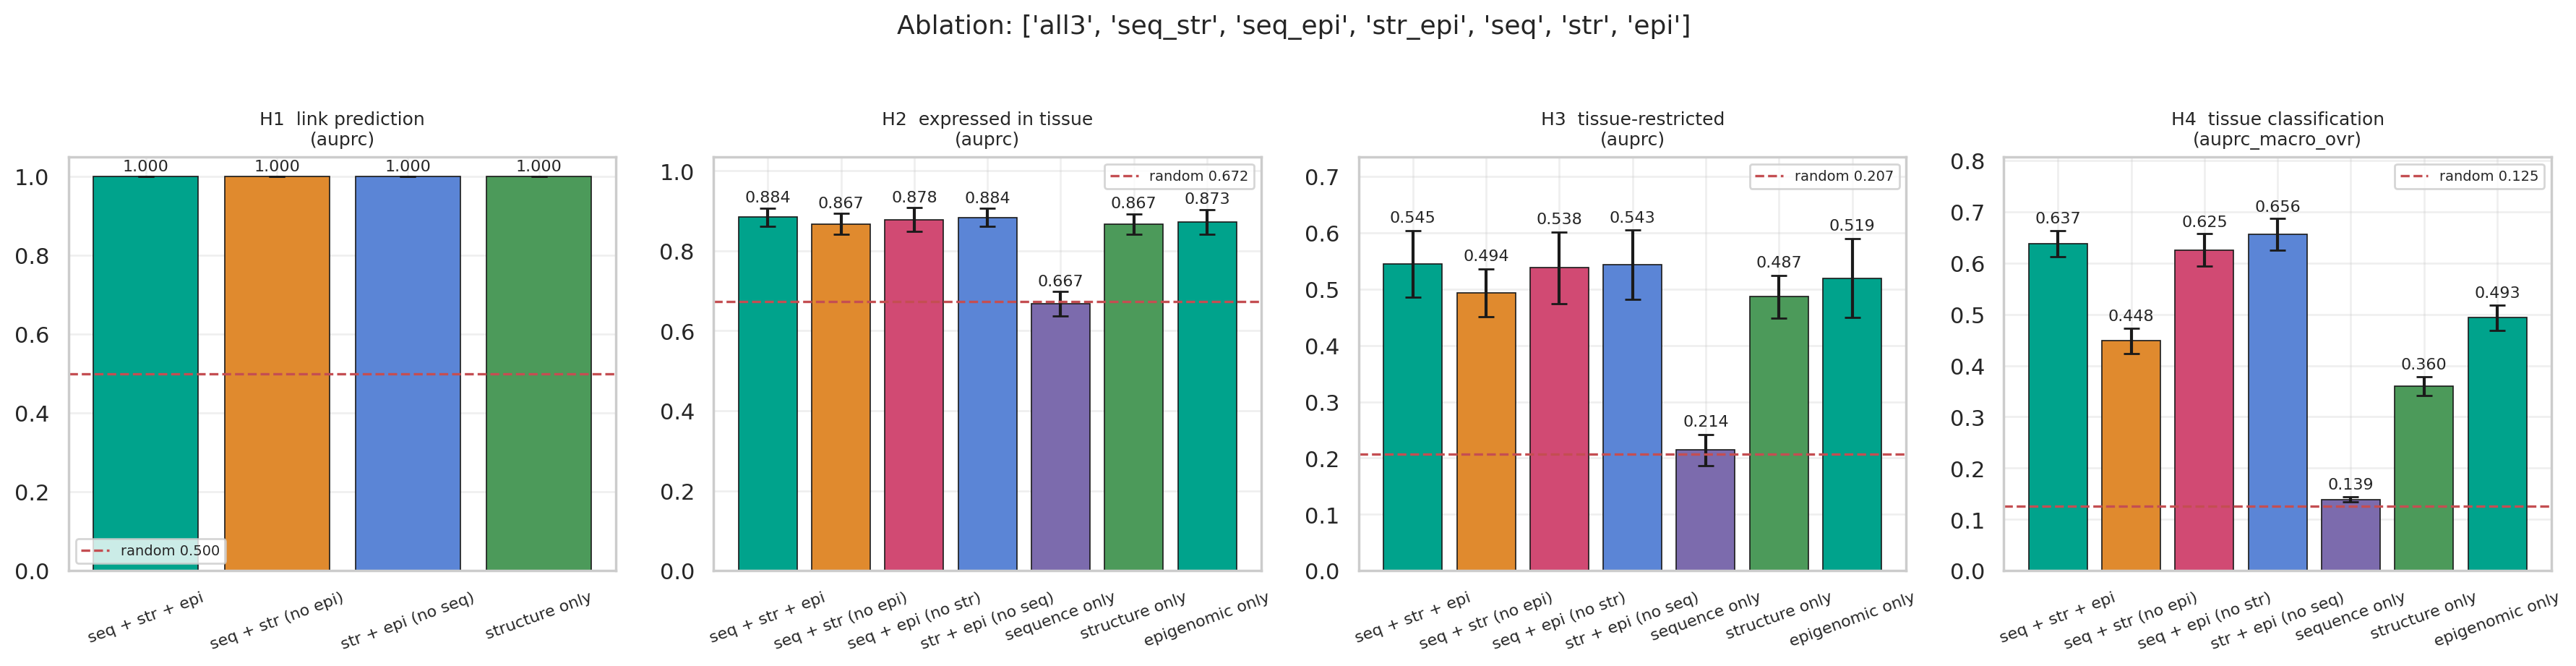 Ablation: ['all3', 'seq_str', 'seq_epi', 'str_epi', 'seq', 'str', 'epi']
H1  link prediction
(auprc)
1.000
1.000
1.000
1.000
1.0
0.8
0.6
0.4
0.2
0.0
random 0.500
seq + str + epi
seq + str (no epi)
str + epi (no seq)
structure only
H2  expressed in tissue
(auprc)
random 0.672
0.884
0.867
0.878
0.884
0.667
0.867
0.873
1.0
0.8
0.6
0.4
0.2
0.0
seq + str + epi
seq + str (no epi)
seq + epi (no str)
str + epi (no seq)
sequence only
structure only
epigenomic only
H3  tissue-restricted
(auprc)
random 0.207
0.545
0.494
0.538
0.543
0.214
0.487
0.519
0.7
0.6
0.5
0.4
0.3
0.2
0.1
0.0
seq + str + epi
seq + str (no epi)
seq + epi (no str)
str + epi (no seq)
sequence only
structure only
epigenomic only
H4  tissue classification
(auprc_macro_ovr)
random 0.125
0.637
0.448
0.625
0.656
0.139
0.360
0.493
0.8
0.7
0.6
0.5
0.4
0.3
0.2
0.1
0.0
seq + str + epi
seq + str (no epi)
seq + epi (no str)
str + epi (no seq)
sequence only
structure only
epigenomic only